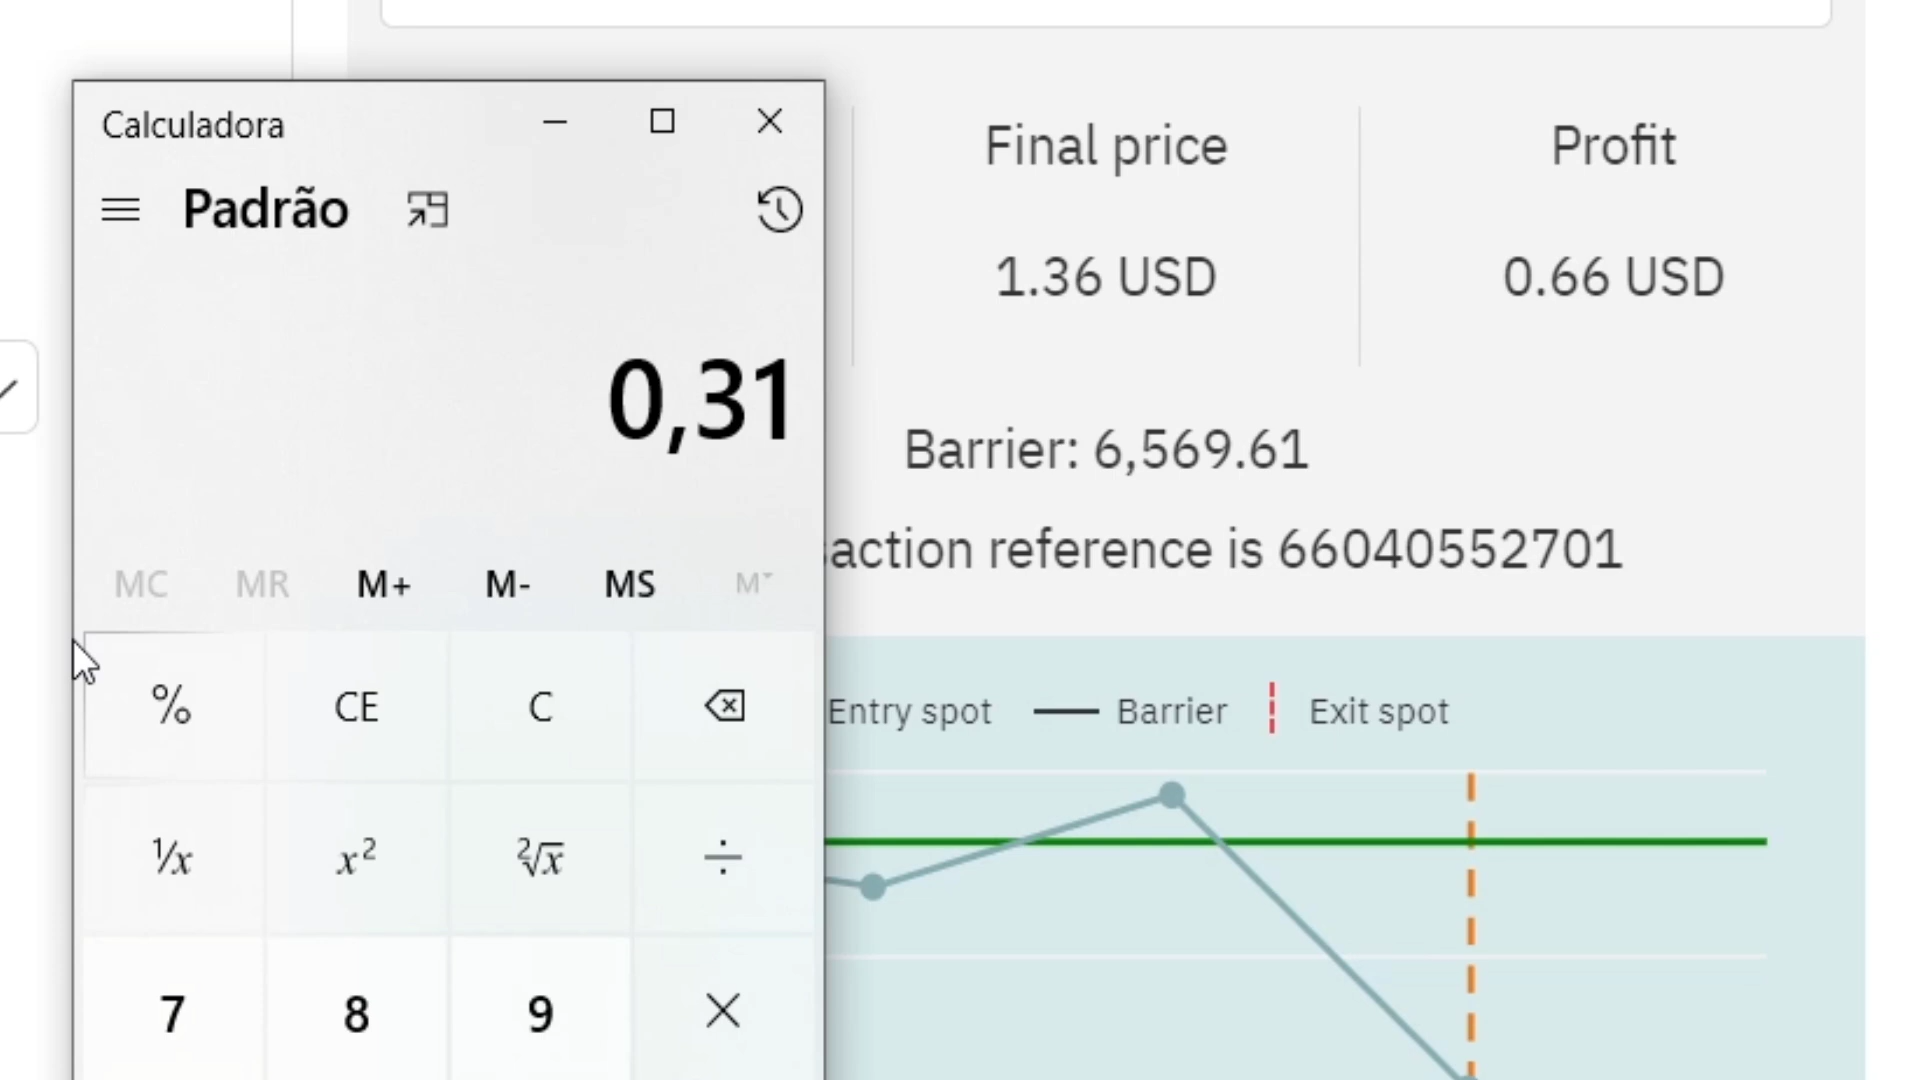 Calculadora
Padrão
0,31
MC MR M+ M- MS M˅
% CE C
¹/x x² ²√x ÷
7 8 9 ×
Final price
1.36 USD
Profit
0.66 USD
Barrier: 6,569.61
saction reference is 66040552701
Entry spot Barrier Exit spot